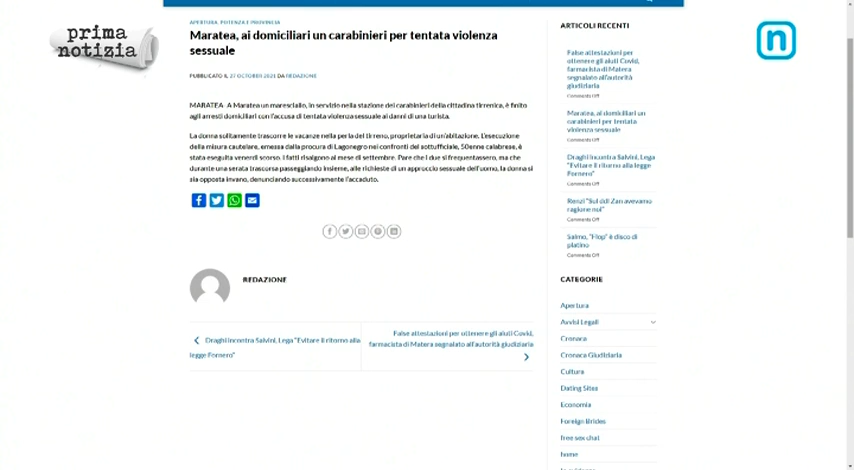 prima
notizia
n
APERTURA, POTENZA E PROVINCIA
Maratea, ai domiciliari un carabinieri per tentata violenza
sessuale
PUBBLICATO IL 27 OCTOBER 2021 DA REDAZIONE
MARATEA - A Maratea un maresciallo, in servizio nella stazione dei carabinieri della cittadina tirrenica, è finito
agli arresti domiciliari con l'accusa di tentata violenza sessuale ai danni di una turista.
La donna solitamente trascorre le vacanze nella perla del tirreno, proprietaria di un'abitazione. L'esecuzione
della misura cautelare, emessa dalla procura di Lagonegro nei confronti del sottufficiale, 50enne calabrese, è
stata eseguita venerdì scorso. I fatti risalgono al mese di settembre. Pare che i due si frequentassero, ma che
durante una serata trascorsa passeggiando insieme, alle richieste di un approccio sessuale dell'uomo, la donna si
sia opposta invano, denunciando successivamente l'accaduto.
REDAZIONE
Draghi incontra Salvini, Lega "Evitare il ritorno alla
legge Fornero"
False attestazioni per ottenere gli aiuti Covid,
farmacista di Matera segnalato all'autorità giudiziaria
ARTICOLI RECENTI
False attestazioni per
ottenere gli aiuti Covid,
farmacista di Matera
segnalato all'autorità
giudiziaria
Comments Off
Maratea, ai domiciliari un
carabinieri per tentata
violenza sessuale
Comments Off
Draghi incontra Salvini, Lega
"Evitare il ritorno alla legge
Fornero"
Comments Off
Renzi "Sul ddl Zan avevamo
ragione noi"
Comments Off
Salmo, "Flop" è disco di
platino
Comments Off
CATEGORIE
Apertura
Avvisi Legali
Cronaca
Cronaca Giudiziaria
Cultura
Dating Sites
Economia
Foreign Brides
free sex chat
home